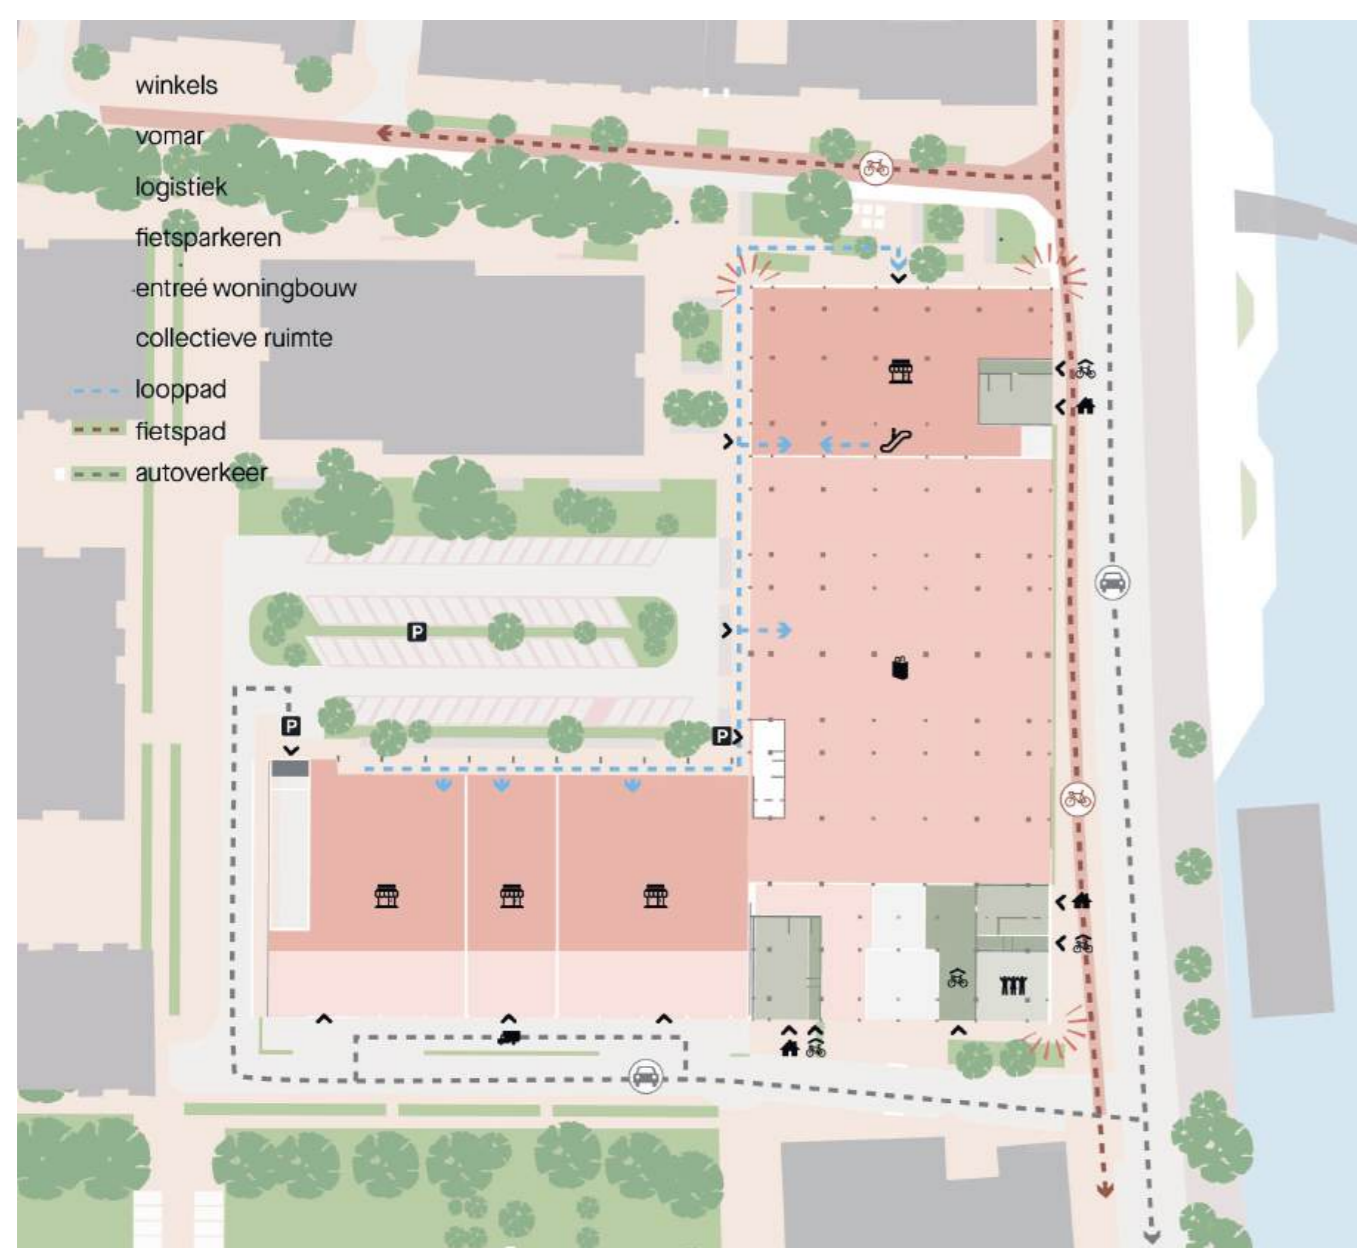 winkels
vomar
logistiek
fietsparkeren
entreé woningbouw
collectieve ruimte
looppad
fietspad
autoverkeer
P
P
P